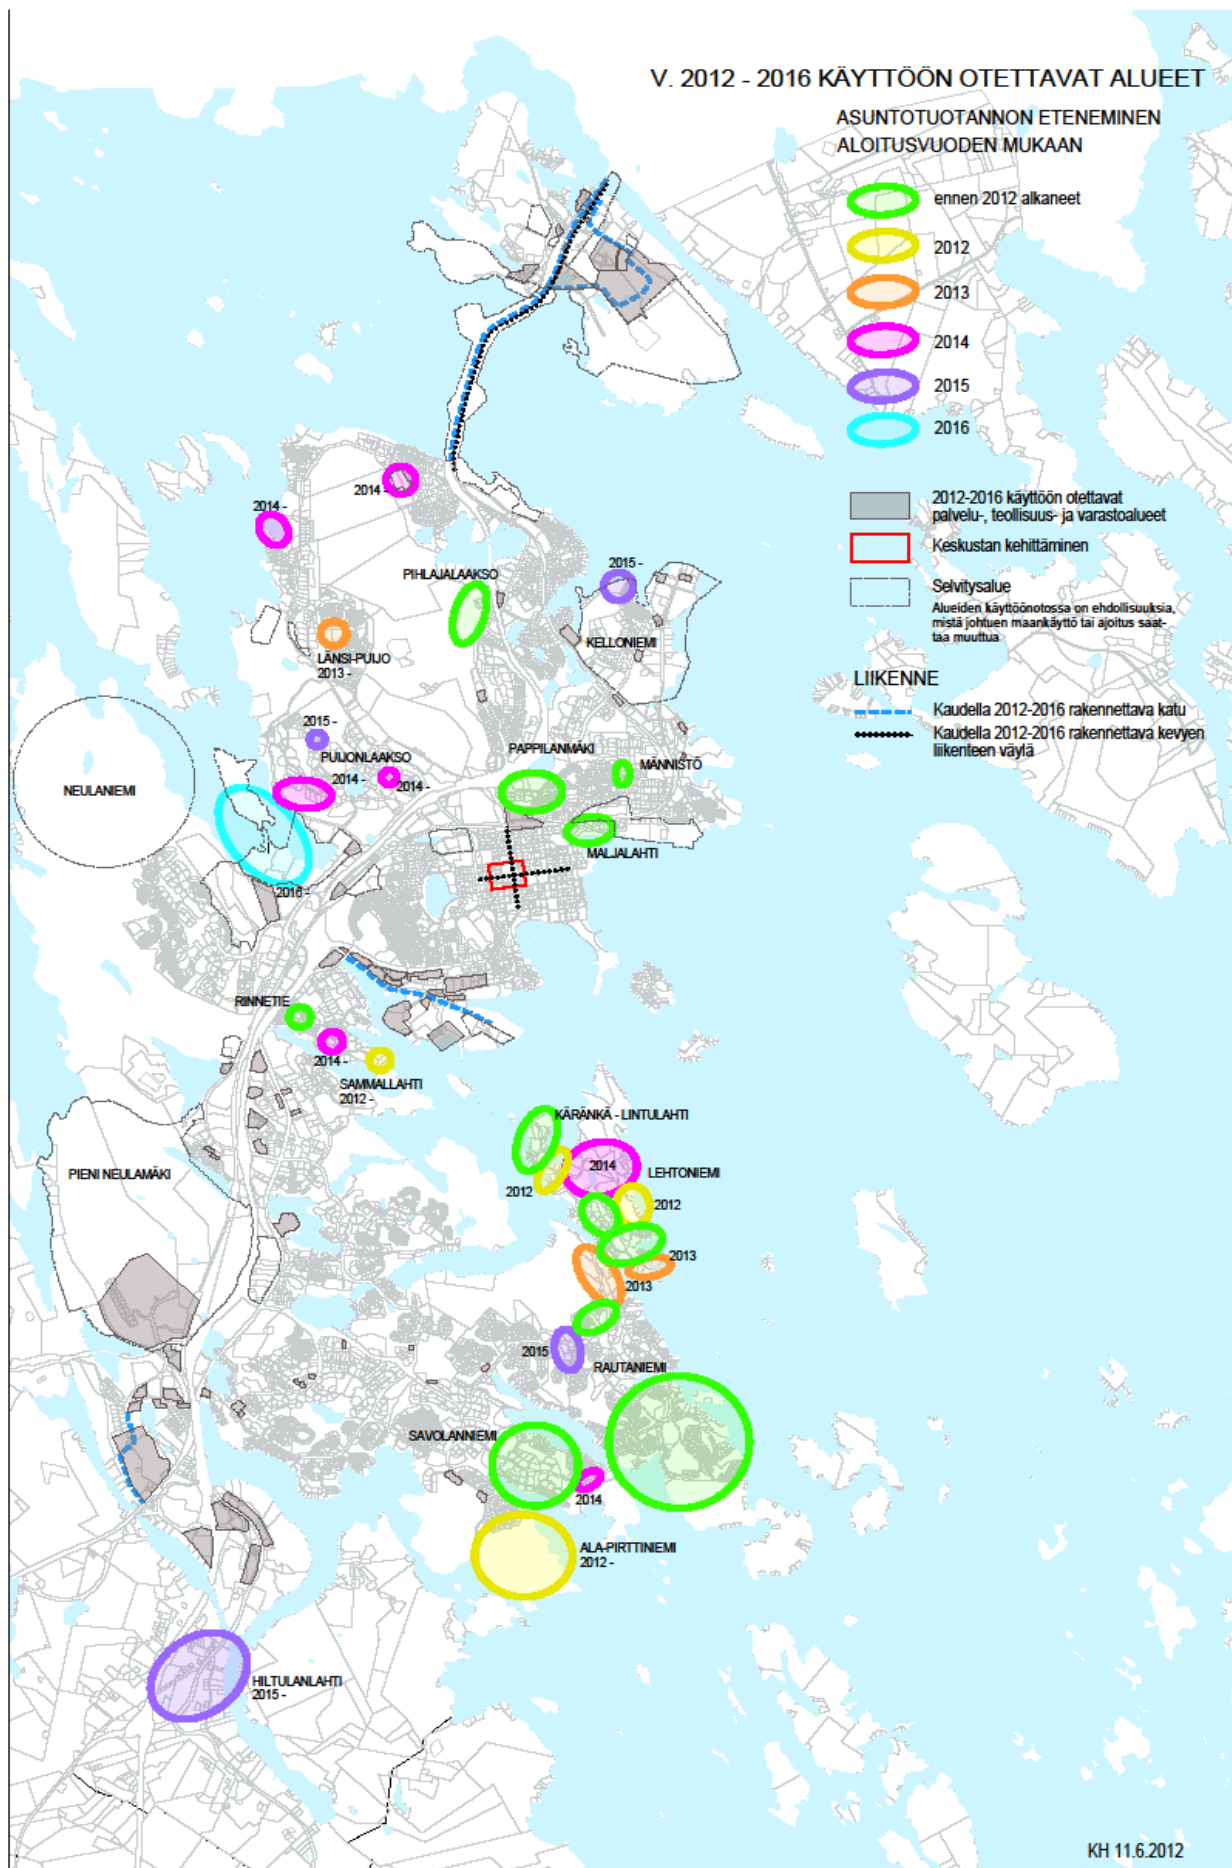 V. 2012 - 2016 KÄYTTÖÖN OTETTAVAT ALUEET
ASUNTOTUOTANNON ETENEMINEN
ALOITUSVUODEN MUKAAN
ennen 2012 alkaneet
2012
2013
2014
2015
2016
2012-2016 käyttöön otettavat
palvelu-, teollisuus- ja varastoalueet
Keskustan kehittäminen
Selvitysalue
Alueiden käyttöönotossa on ehdollisuuksia,
mistä johtuen maankäyttö tai ajoitus saat-
taa muuttua
LIIKENNE
Kaudella 2012-2016 rakennettava katu
Kaudella 2012-2016 rakennettava kevyen
liikenteen väylä
2014 -
2014 -
PIHLAJALAAKSO
2015 -
KELLONIEMI
LÄNSI-PUIJO
2013 -
2015 -
PUIJONLAAKSO
2014 -
2014 -
PAPPILANMÄKI
MÄNNISTÖ
NEULANIEMI
MALJALAHTI
2016 -
RINNETIE
2014 -
SAMMALLAHTI
2012 -
KÄRÄNKÄ - LINTULAHTI
PIENI NEULAMÄKI
2014
LEHTONIEMI
2012
2012
2013
2013
2015
RAUTANIEMI
SAVOLANNIEMI
2014
ALA-PIRTTINIEMI
2012 -
HILTULANLAHTI
2015 -
KH 11.6.2012